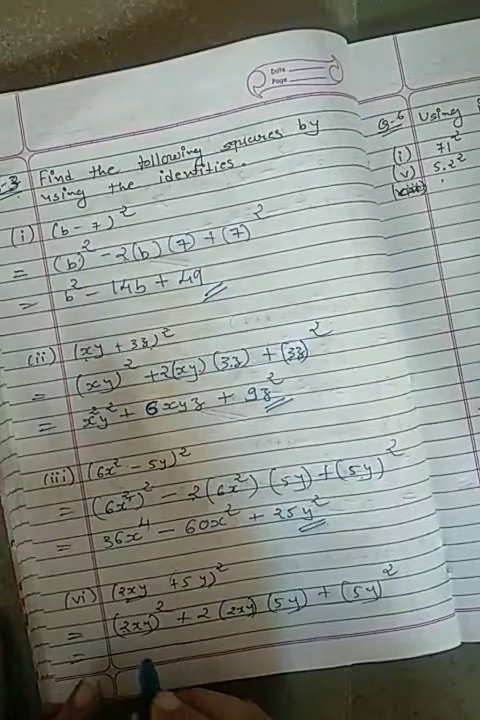 Date
Page
Q-3 Find the following squares by
using the identities.
(i) (b - 7)²
= (b)² - 2(b)(7) + (7)²
= b² - 14b + 49
(ii) (xy + 3z)²
= (xy)² + 2(xy)(3z) + (3z)²
= x²y² + 6xyz + 9z²
(iii) (6x² - 5y)²
= (6x²)² - 2(6x²)(5y) + (5y)²
= 36x⁴ - 60x² + 25y²
(vi) (2xy + 5y)²
= (2xy)² + 2(2xy)(5y) + (5y)²
=
Q-6 Using
(i) 71²
(v) 5.2²